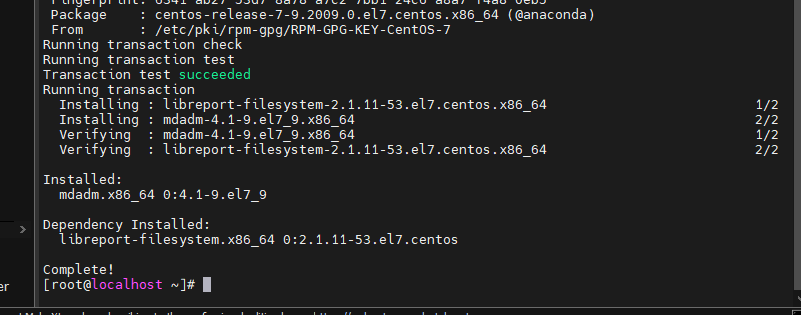 Package    : centos-release-7-9.2009.0.el7.centos.x86_64 (@anaconda)
From       : /etc/pki/rpm-gpg/RPM-GPG-KEY-CentOS-7
Running transaction check
Running transaction test
Transaction test succeeded
Running transaction
  Installing : libreport-filesystem-2.1.11-53.el7.centos.x86_64                          1/2
  Installing : mdadm-4.1-9.el7_9.x86_64                                                  2/2
  Verifying  : mdadm-4.1-9.el7_9.x86_64                                                  1/2
  Verifying  : libreport-filesystem-2.1.11-53.el7.centos.x86_64                          2/2
Installed:
  mdadm.x86_64 0:4.1-9.el7_9
Dependency Installed:
  libreport-filesystem.x86_64 0:2.1.11-53.el7.centos
Complete!
[root@localhost ~]#